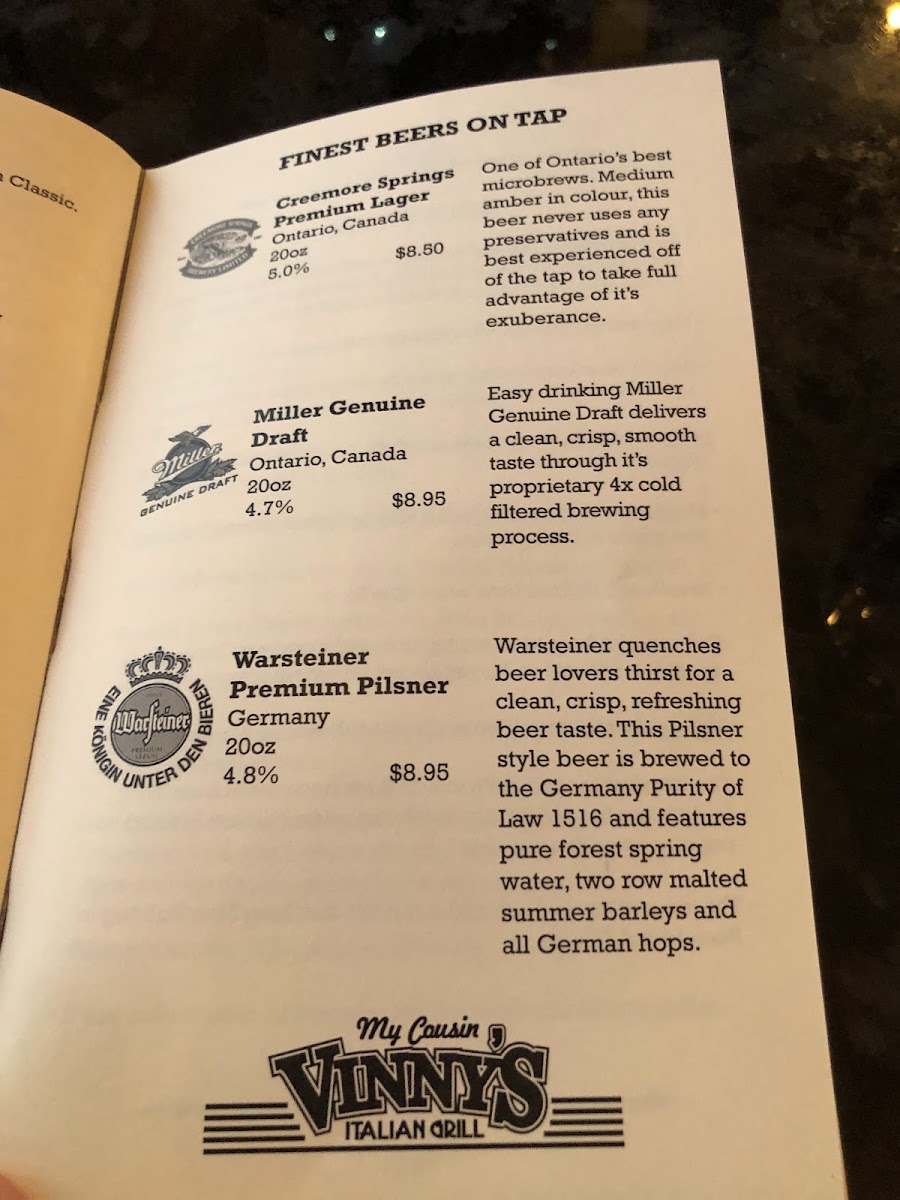 Classic.
FINEST BEERS ON TAP
CREEMORE SPRINGS
BREWERY LIMITED
Creemore Springs
Premium Lager
Ontario, Canada
20oz
5.0%
$8.50
One of Ontario's best
microbrews. Medium
amber in colour, this
beer never uses any
preservatives and is
best experienced off
of the tap to take full
advantage of it's
exuberance.
Miller
GENUINE DRAFT
Miller Genuine
Draft
Ontario, Canada
20oz
4.7%
$8.95
Easy drinking Miller
Genuine Draft delivers
a clean, crisp, smooth
taste through it's
proprietary 4x cold
filtered brewing
process.
EINE KÖNIGIN UNTER DEN BIEREN
Warsteiner
PREMIUM
VERUM
Warsteiner
Premium Pilsner
Germany
20oz
4.8%
$8.95
Warsteiner quenches
beer lovers thirst for a
clean, crisp, refreshing
beer taste. This Pilsner
style beer is brewed to
the Germany Purity of
Law 1516 and features
pure forest spring
water, two row malted
summer barleys and
all German hops.
My Cousin
VINNY'S
ITALIAN GRILL